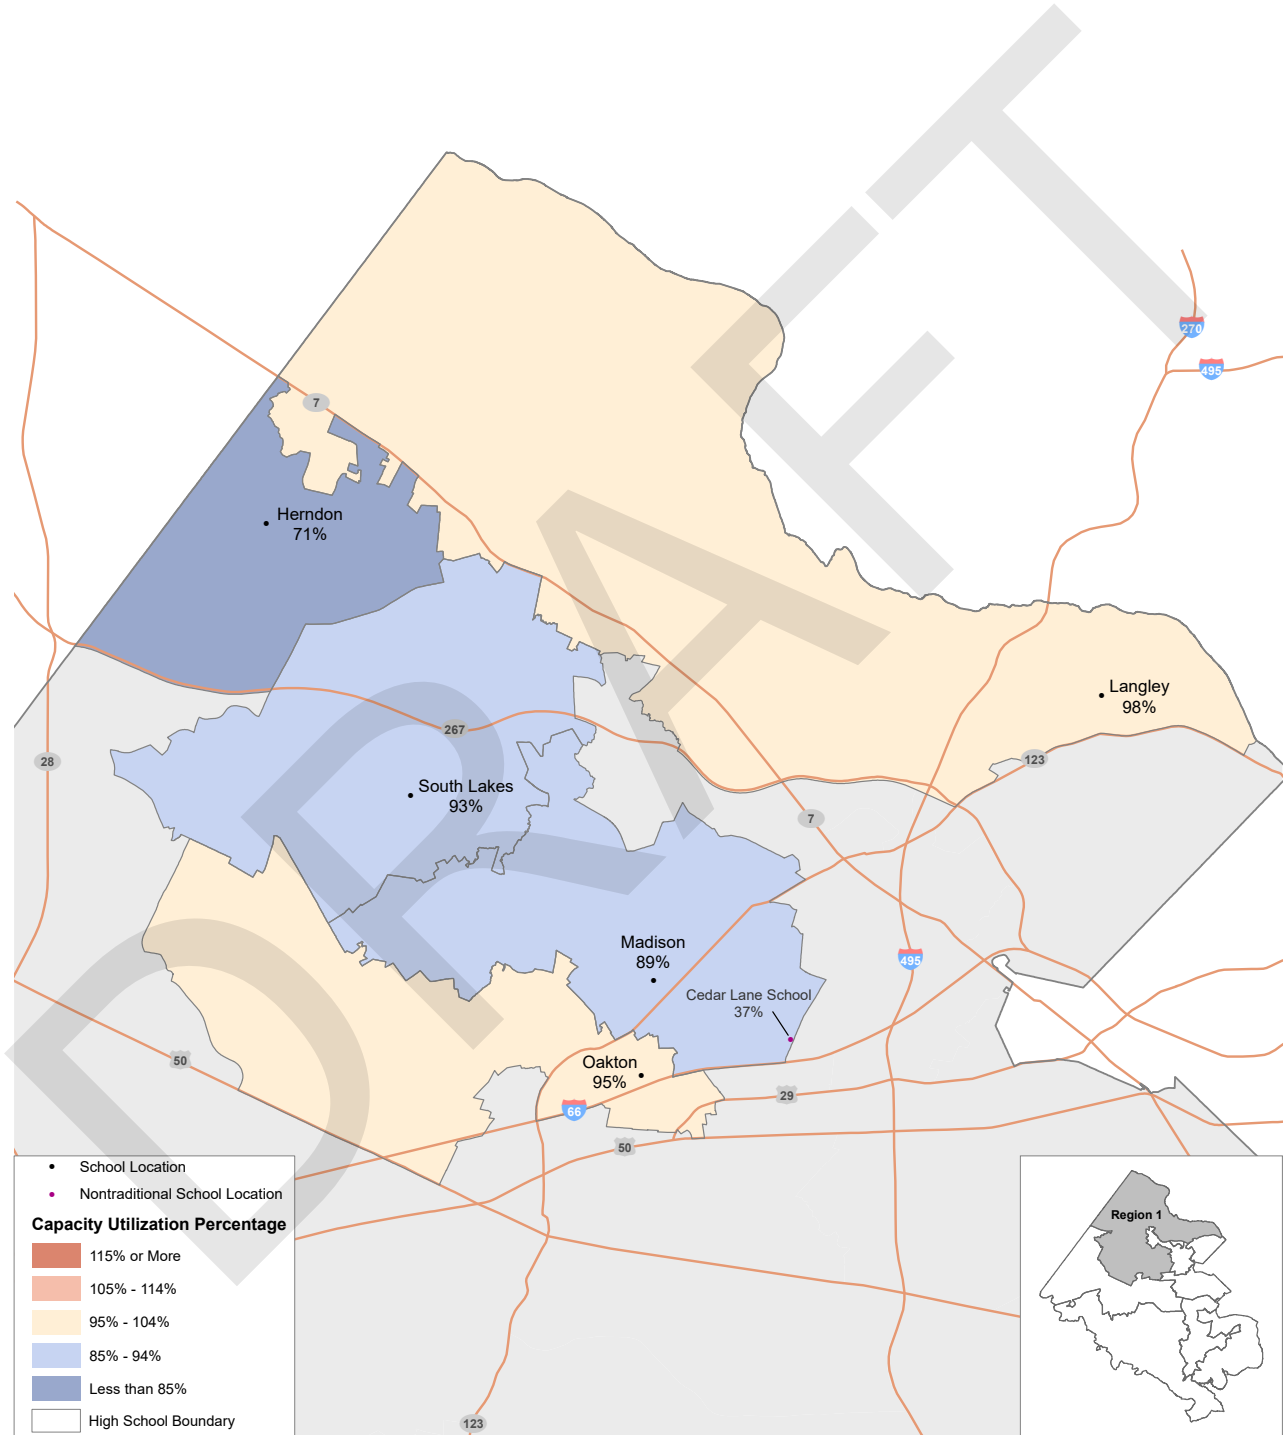 DRAFT
270
495
7
Herndon
71%
Langley
98%
267
123
28
South Lakes
93%
7
Madison
89%
495
Cedar Lane School
37%
50
Oakton
95%
29
66
50
School Location
Nontraditional School Location
Capacity Utilization Percentage
115% or More
105% - 114%
95% - 104%
85% - 94%
Less than 85%
High School Boundary
Region 1
123